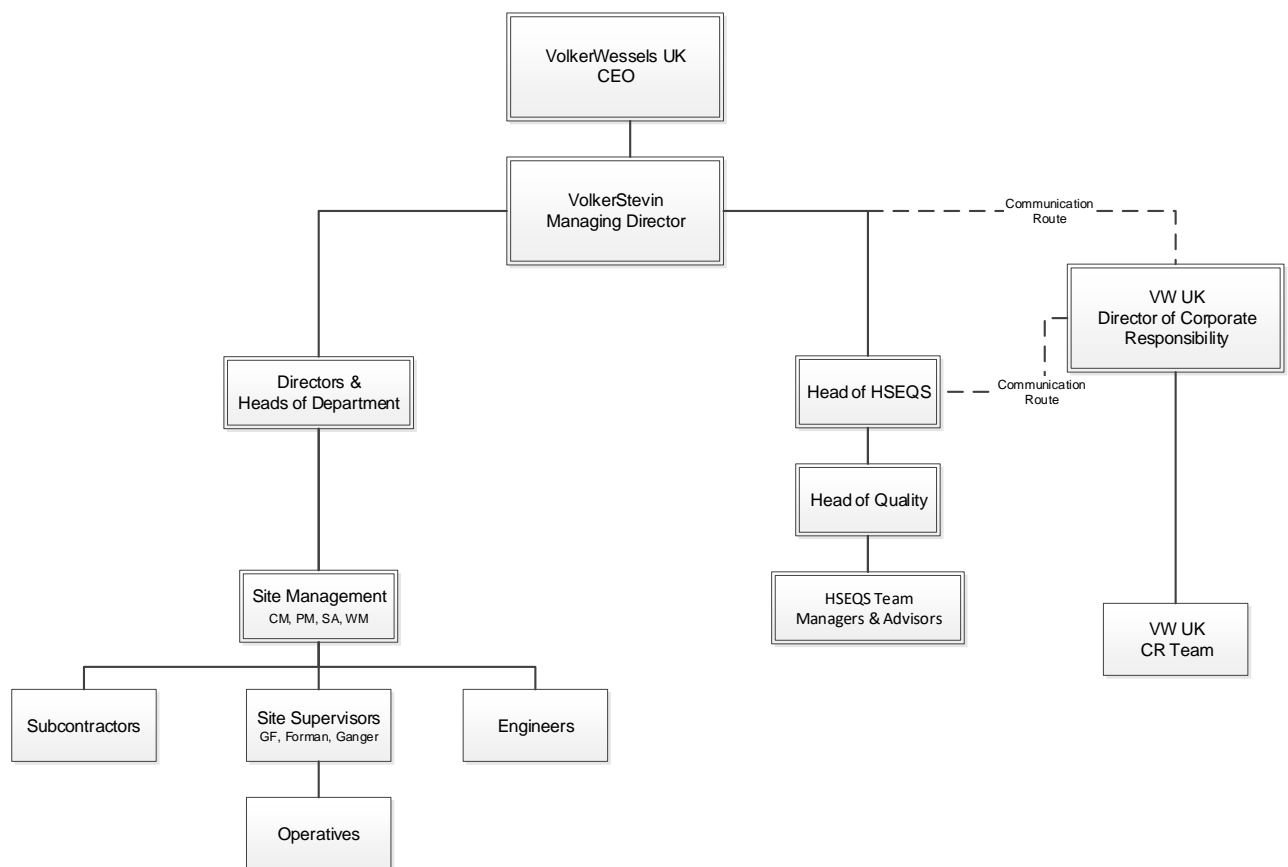 VolkerWessels UK
CEO
VolkerStevin
Managing Director
Communication
Route
VW UK
Director of Corporate
Responsibility
Directors &
Heads of Department
Head of HSEQS
Communication
Route
Head of Quality
Site Management
CM, PM, SA, WM
HSEQS Team
Managers & Advisors
VW UK
CR Team
Subcontractors
Site Supervisors
GF, Forman, Ganger
Engineers
Operatives